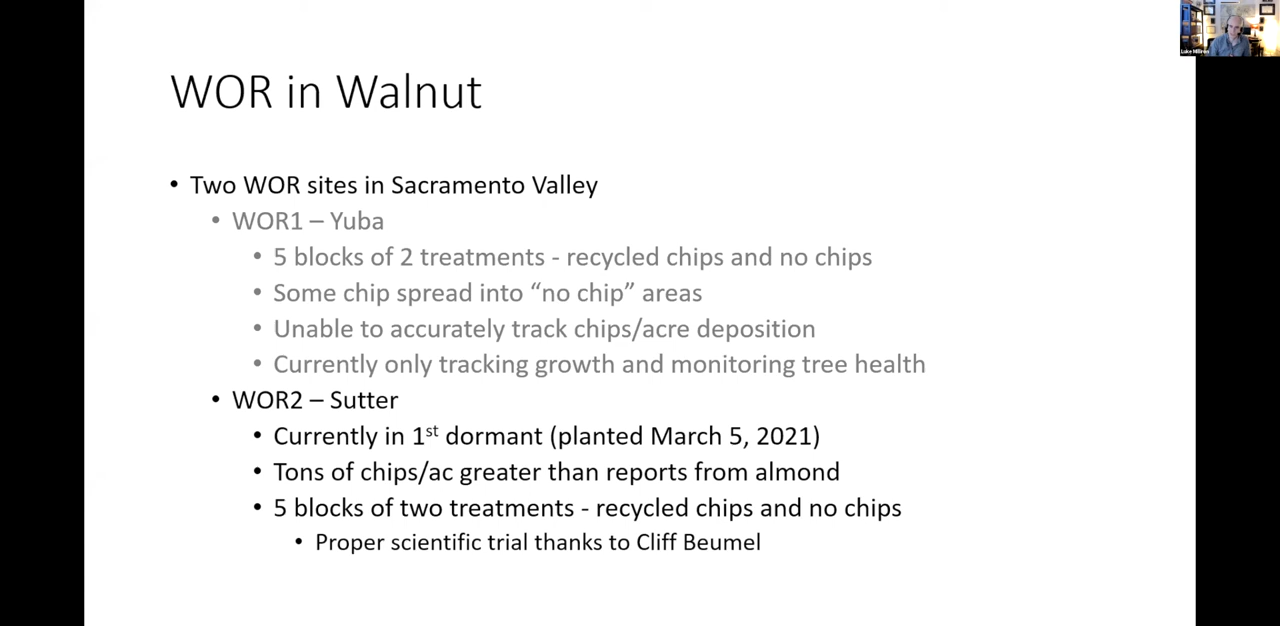 WOR in Walnut
• Two WOR sites in Sacramento Valley
• WOR1 – Yuba
• 5 blocks of 2 treatments - recycled chips and no chips
• Some chip spread into “no chip” areas
• Unable to accurately track chips/acre deposition
• Currently only tracking growth and monitoring tree health
• WOR2 – Sutter
• Currently in 1st dormant (planted March 5, 2021)
• Tons of chips/ac greater than reports from almond
• 5 blocks of two treatments - recycled chips and no chips
• Proper scientific trial thanks to Cliff Beumel
Luke Milliron